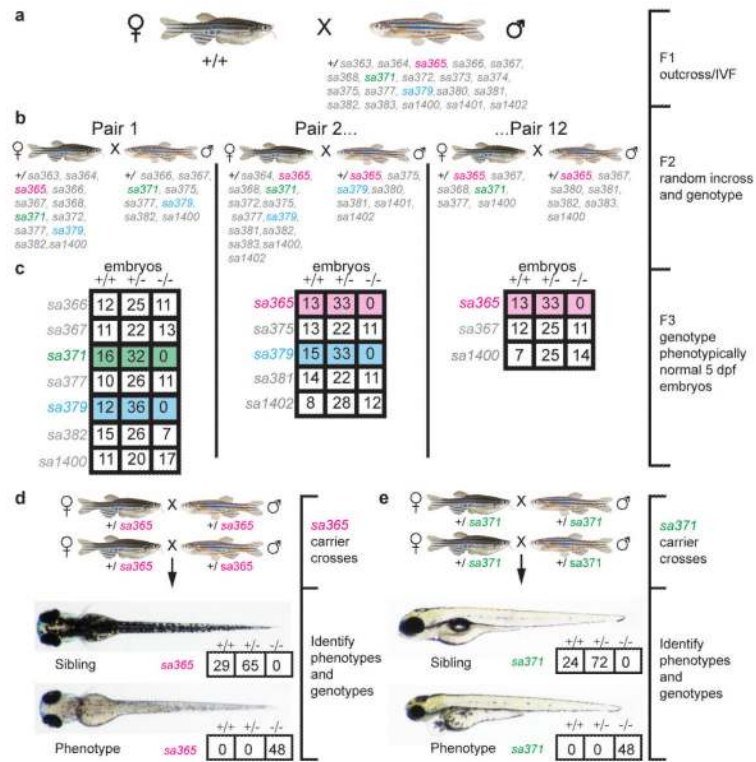 a
♀ X ♂
+/+
+/ sa363, sa364, sa365, sa366, sa367,
sa368, sa371, sa372, sa373, sa374,
sa375, sa377, sa379, sa380, sa381,
sa382, sa383, sa1400, sa1401, sa1402
F1
outcross/IVF
b
Pair 1
♀ X ♂
+/ sa363, sa364,
sa365, sa366,
sa367, sa368,
sa371, sa372,
sa377, sa379,
sa382, sa1400
+/ sa366, sa367,
sa371, sa375,
sa377, sa379,
sa382, sa1400
Pair 2...
♀ X ♂
+/ sa364, sa365,
sa368, sa371,
sa372, sa375,
sa377, sa379,
sa381, sa382,
sa383, sa1400,
sa1402
+/ sa365, sa375,
sa379, sa380,
sa381, sa1401,
sa1402
...Pair 12
♀ X ♂
+/ sa365, sa367,
sa368, sa371,
sa377, sa1400
+/ sa365, sa367,
sa380, sa381,
sa382, sa383,
sa1400
F2
random incross
and genotype
c
embryos
+/+ +/- -/-
sa366 12 25 11
sa367 11 22 13
sa371 16 32 0
sa377 10 26 11
sa379 12 36 0
sa382 15 26 7
sa1400 11 20 17
embryos
+/+ +/- -/-
sa365 13 33 0
sa375 13 22 11
sa379 15 33 0
sa381 14 22 11
sa1402 8 28 12
embryos
+/+ +/- -/-
sa365 13 33 0
sa367 12 25 11
sa1400 7 25 14
F3
genotype
phenotypically
normal 5 dpf
embryos
d
♀ X ♂
+/ sa365 +/ sa365
♀ X ♂
+/ sa365 +/ sa365
sa365
carrier
crosses
+/+ +/- -/-
Sibling sa365 29 65 0
+/+ +/- -/-
Phenotype sa365 0 0 48
Identify
phenotypes
and
genotypes
e
♀ X ♂
+/ sa371 +/ sa371
♀ X ♂
+/ sa371 +/ sa371
sa371
carrier
crosses
+/+ +/- -/-
Sibling sa371 24 72 0
+/+ +/- -/-
Phenotype sa371 0 0 48
Identify
phenotypes
and
genotypes